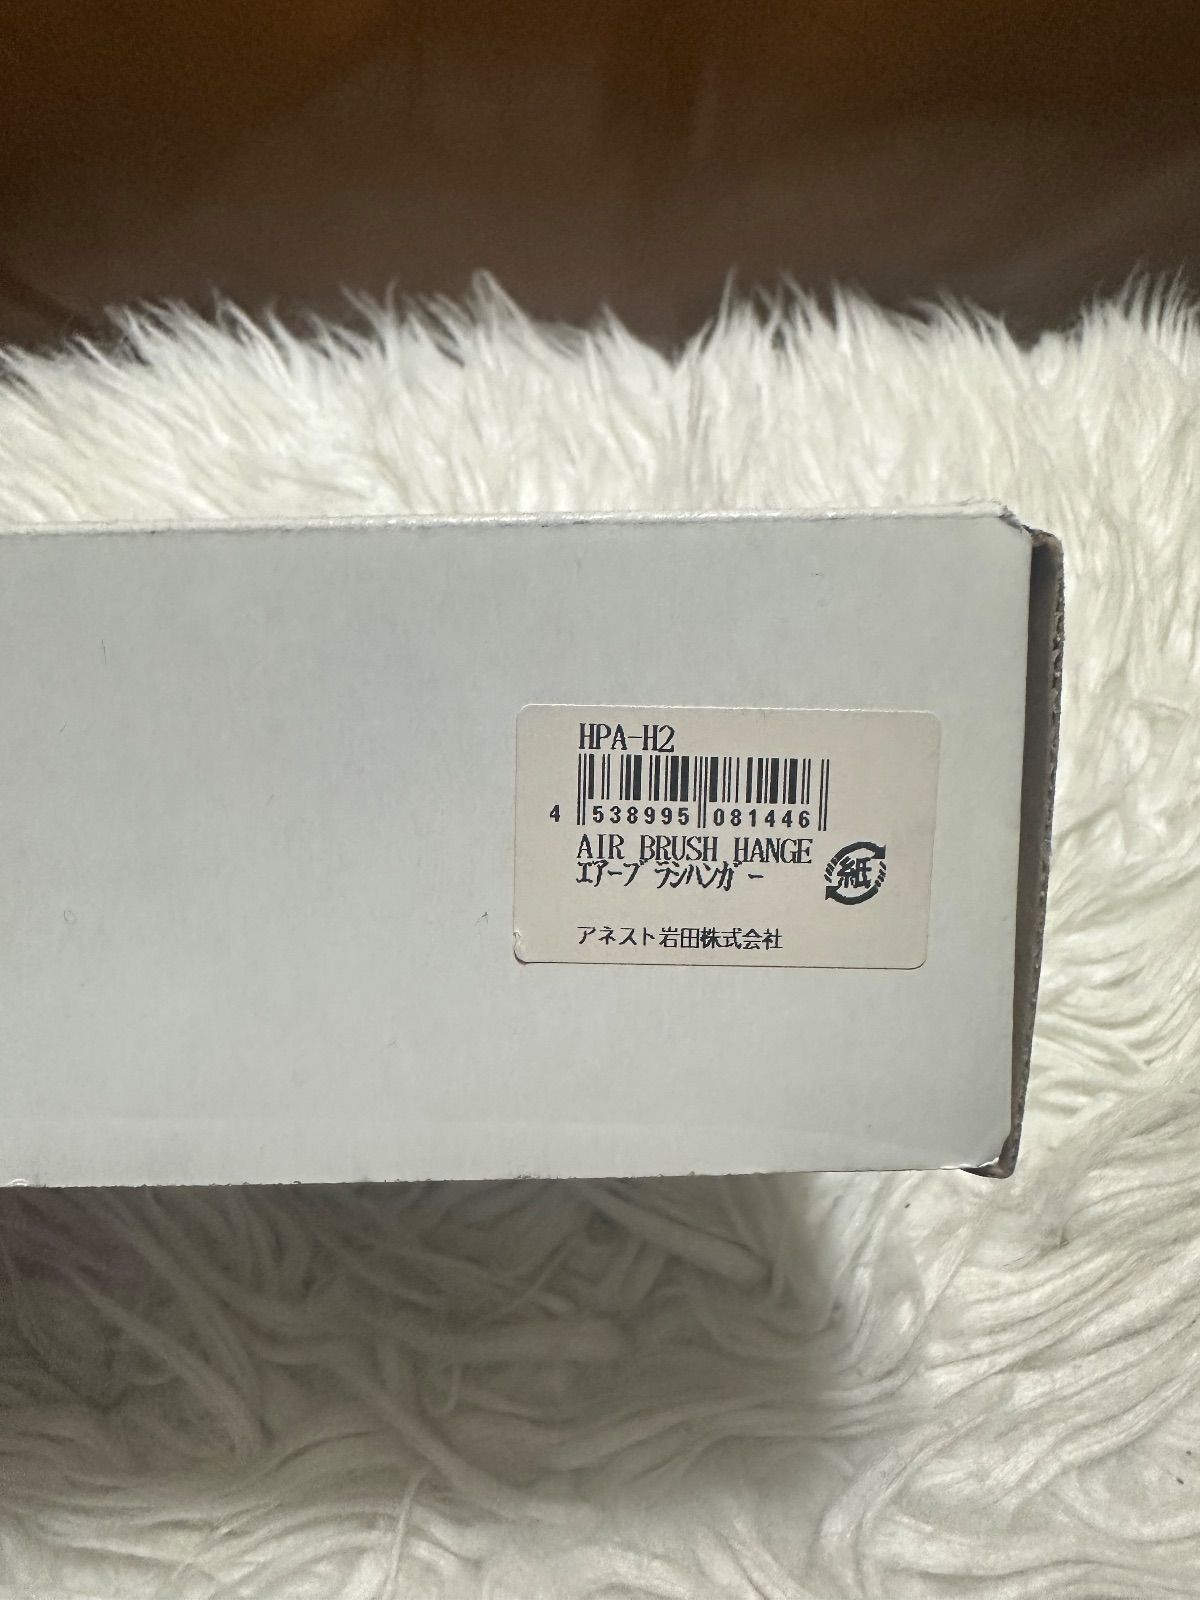 HPA-H2
4 538995 081446
AIR BRUSH HANGE
エアーブラシハンガー
紙
アネスト岩田株式会社